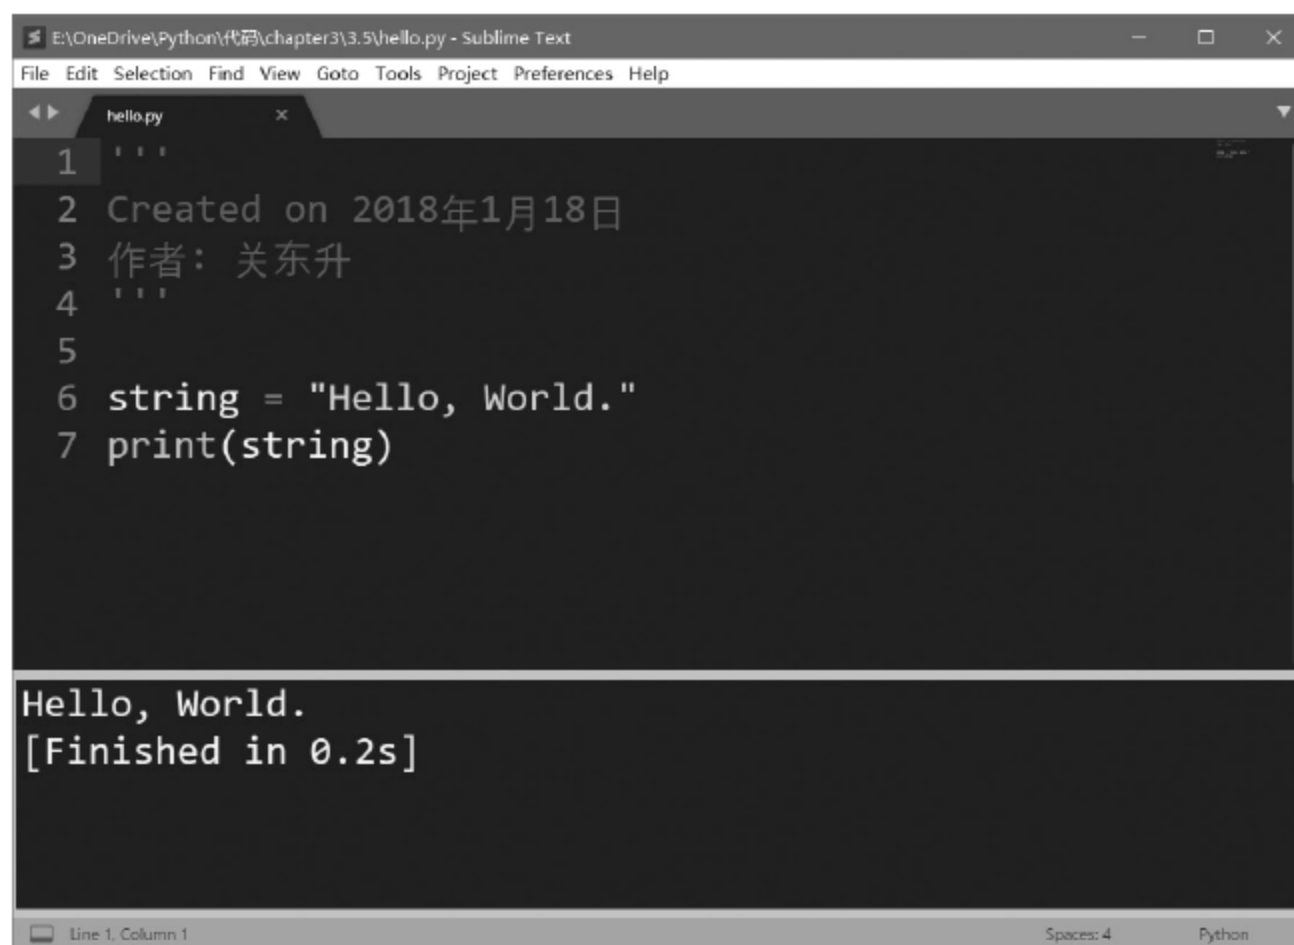 E:\OneDrive\Python\代码\chapter3\3.5\hello.py - Sublime Text
File Edit Selection Find View Goto Tools Project Preferences Help
hello.py
1 '''
2 Created on 2018年1月18日
3 作者: 关东升
4 '''
5
6 string = "Hello, World."
7 print(string)
Hello, World.
[Finished in 0.2s]
Line 1, Column 1 Spaces: 4 Python